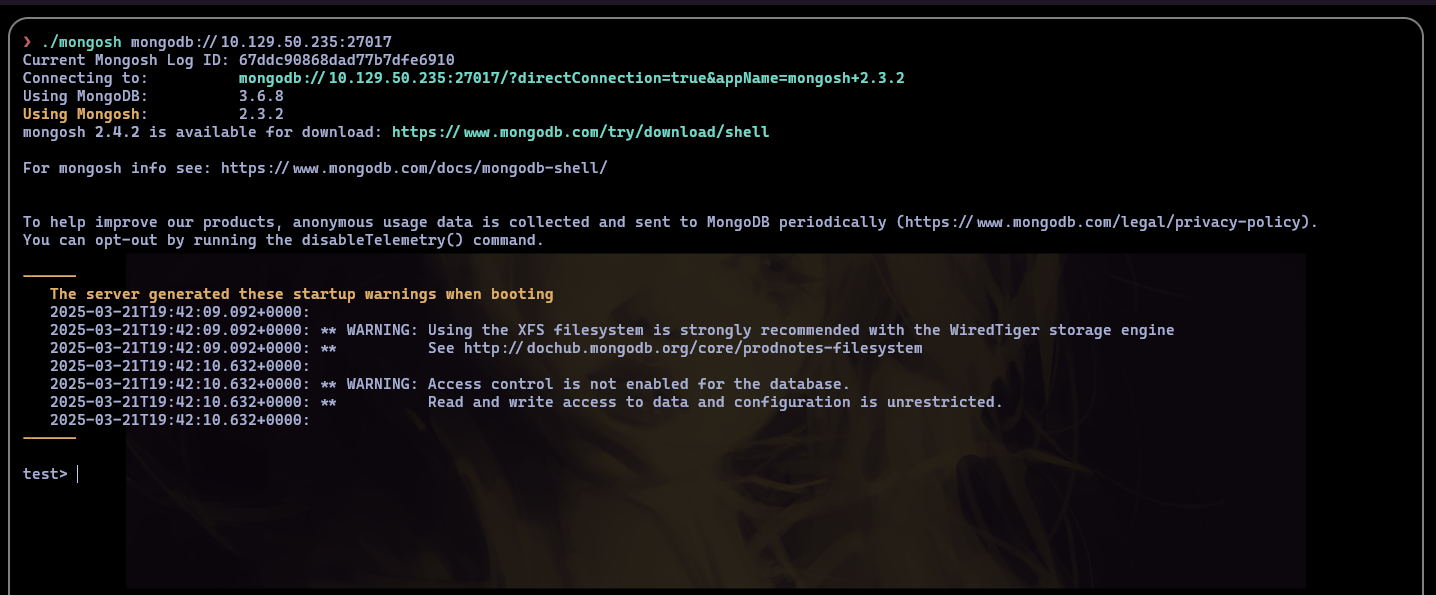 ❯ ./mongosh mongodb://10.129.50.235:27017
Current Mongosh Log ID: 67ddc90868dad77b7dfe6910
Connecting to:          mongodb://10.129.50.235:27017/?directConnection=true&appName=mongosh+2.3.2
Using MongoDB:          3.6.8
Using Mongosh:          2.3.2
mongosh 2.4.2 is available for download: https://www.mongodb.com/try/download/shell
For mongosh info see: https://www.mongodb.com/docs/mongodb-shell/
To help improve our products, anonymous usage data is collected and sent to MongoDB periodically (https://www.mongodb.com/legal/privacy-policy).
You can opt-out by running the disableTelemetry() command.
------
   The server generated these startup warnings when booting
   2025-03-21T19:42:09.092+0000:
   2025-03-21T19:42:09.092+0000: ** WARNING: Using the XFS filesystem is strongly recommended with the WiredTiger storage engine
   2025-03-21T19:42:09.092+0000: **          See http://dochub.mongodb.org/core/prodnotes-filesystem
   2025-03-21T19:42:10.632+0000:
   2025-03-21T19:42:10.632+0000: ** WARNING: Access control is not enabled for the database.
   2025-03-21T19:42:10.632+0000: **          Read and write access to data and configuration is unrestricted.
   2025-03-21T19:42:10.632+0000:
------
test>